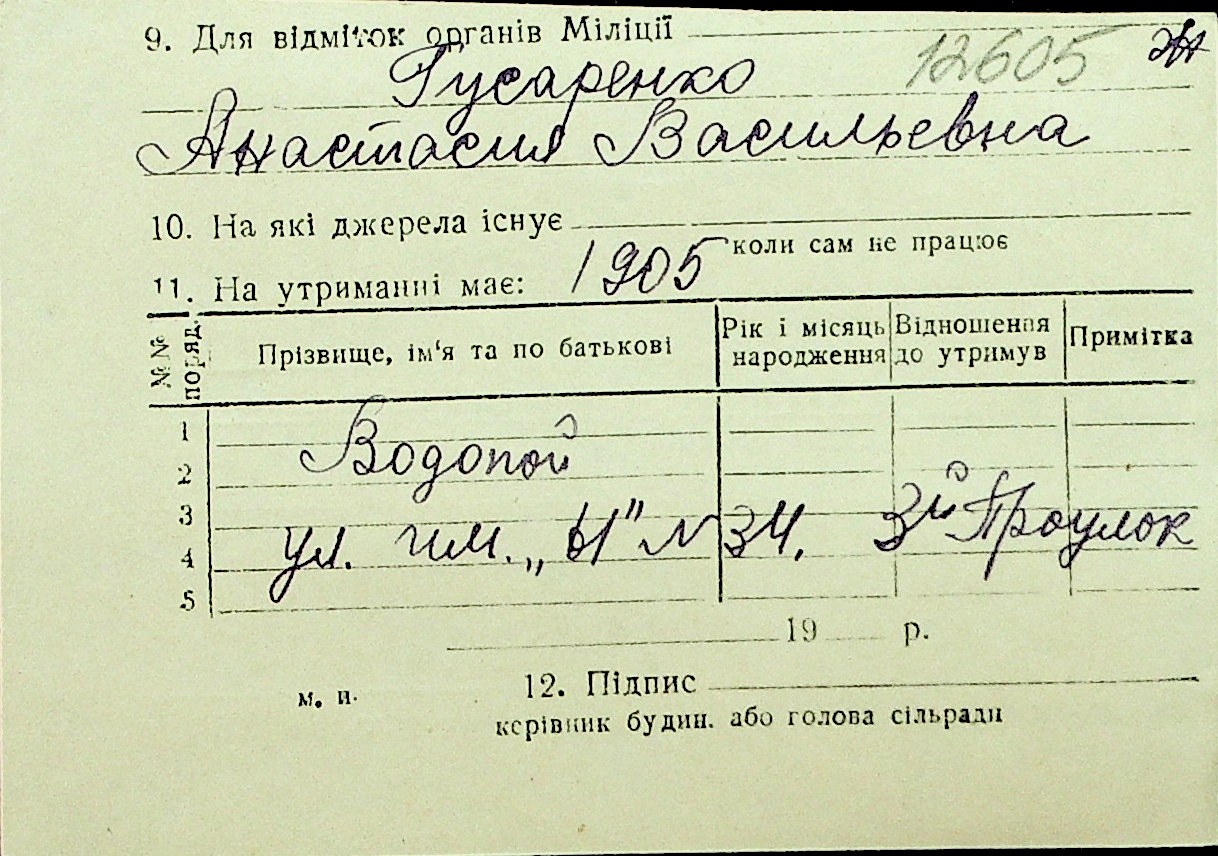 9. Для відміток органів Міліції 12605 Ж
Гусаренко
Анастасия Васильевна
10. На які джерела існує
коли сам не працює
11. На утриманні має: 1905
№№ поряд. Прізвище, ім'я та по батькові Рік і місяць народження Відношення до утримув Примітка
1
Водопой
2
3
ул. им. „Ы" N 34. 3й Проулок
4
5
19 р.
м. п. 12. Підпис
керівник будин. або голова сільради